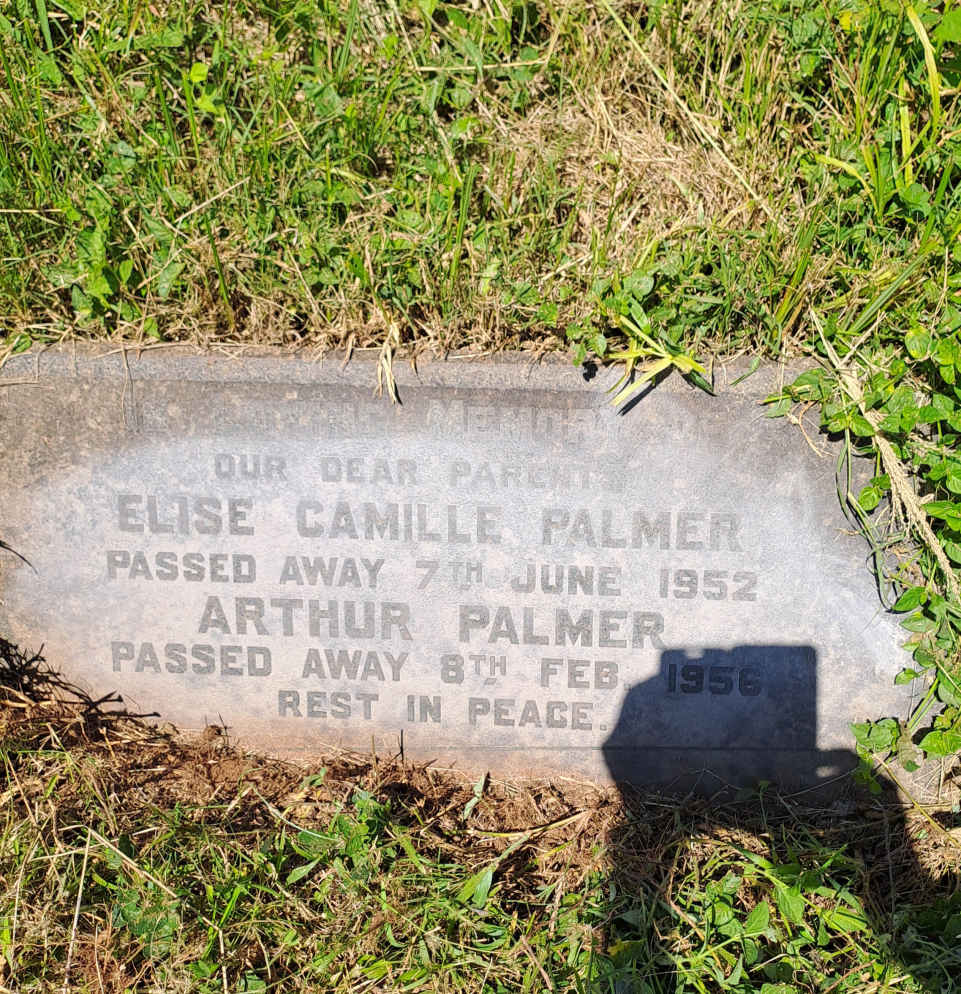 MEMORY
OUR DEAR PARENTS
ELISE CAMILLE PALMER
PASSED AWAY 7TH JUNE 1952
ARTHUR PALMER
PASSED AWAY 8TH FEB. 1956
REST IN PEACE.